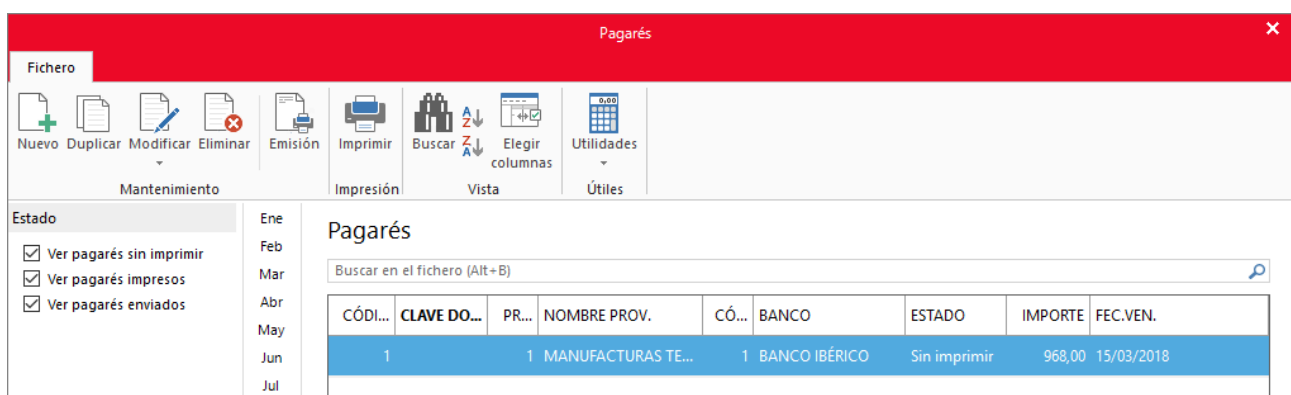 Pagarés
Fichero
Nuevo Duplicar Modificar Eliminar Emisión Imprimir Buscar Elegir columnas Utilidades
Mantenimiento Impresión Vista Útiles
Estado
Ver pagarés sin imprimir
Ver pagarés impresos
Ver pagarés enviados
Ene
Feb
Mar
Abr
May
Jun
Jul
Pagarés
Buscar en el fichero (Alt+B)
CÓDI... CLAVE DO... PR... NOMBRE PROV. CÓ... BANCO ESTADO IMPORTE FEC.VEN.
1 1 MANUFACTURAS TE... 1 BANCO IBÉRICO Sin imprimir 968,00 15/03/2018